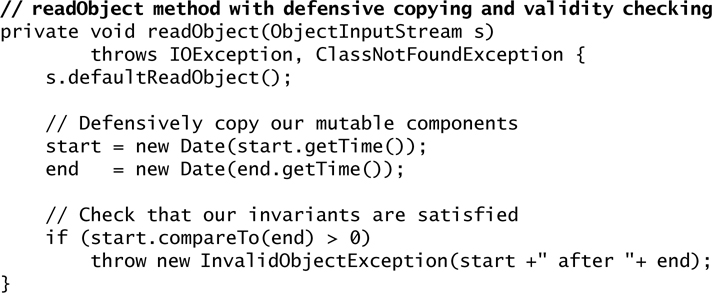 // readObject method with defensive copying and validity checking
private void readObject(ObjectInputStream s)
        throws IOException, ClassNotFoundException {
    s.defaultReadObject();

    // Defensively copy our mutable components
    start = new Date(start.getTime());
    end   = new Date(end.getTime());

    // Check that our invariants are satisfied
    if (start.compareTo(end) > 0)
        throw new InvalidObjectException(start +" after "+ end);
}